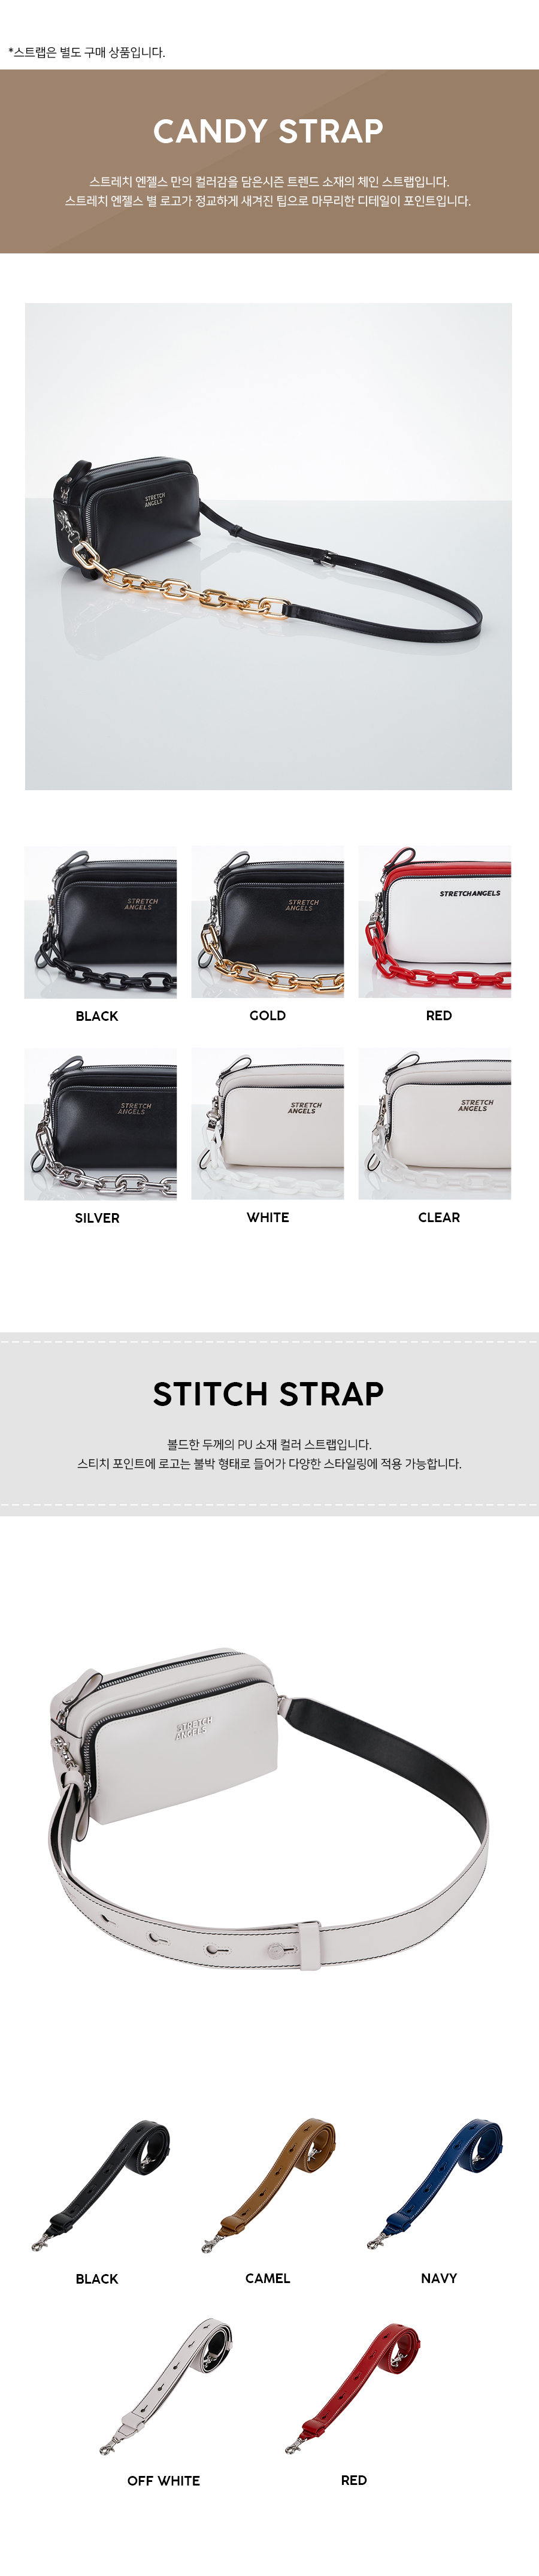 *스트랩은 별도 구매 상품입니다.
CANDY STRAP
스트레치 엔젤스 만의 컬러감을 담은시즌 트렌드 소재의 체인 스트랩입니다.
스트레치 엔젤스 별 로고가 정교하게 새겨진 팁으로 마무리한 디테일이 포인트입니다.
STRETCH
ANGELS
STRETCH
ANGELS
STRETCH
ANGELS
STRETCHANGELS
BLACK
GOLD
RED
STRETCH
ANGELS
STRETCH
ANGELS
STRETCH
ANGELS
SILVER
WHITE
CLEAR
STITCH STRAP
볼드한 두께의 PU 소재 컬러 스트랩입니다.
스티치 포인트에 로고는 불박 형태로 들어가 다양한 스타일링에 적용 가능합니다.
STRETCH
ANGELS
BLACK
CAMEL
NAVY
OFF WHITE
RED